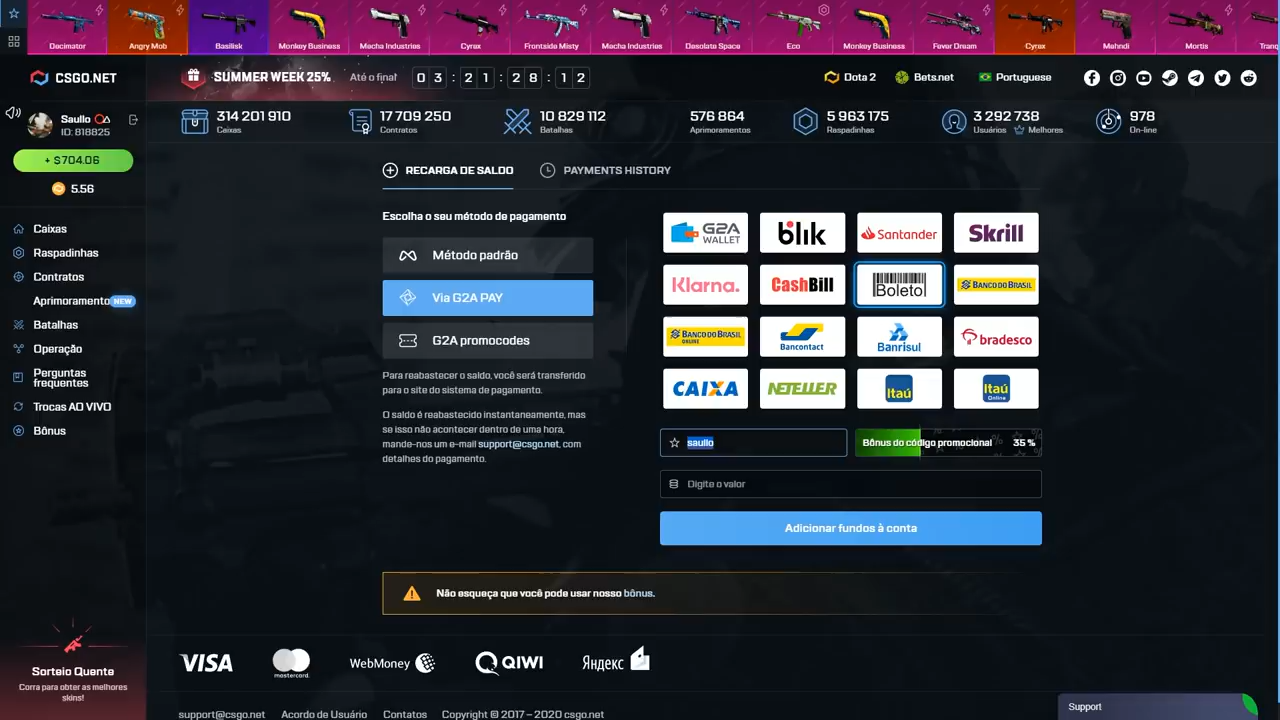 Decimator
Angry Mob
Basilisk
Monkey Business
Mecha Industries
Cyrex
Frontside Misty
Mecha Industries
Desolate Space
Eco
Monkey Business
Fever Dream
Cyrex
Mehndi
Mortis
Tranq
CSGO.NET
SUMMER WEEK 25%
Até o final
0 3 : 2 1 : 2 8 : 1 2
Dota 2
Bets.net
Portuguese
Saullo
ID: 818825
314 201 910
Caixas
17 709 250
Contratos
10 829 112
Batalhas
576 864
Aprimoramentos
5 963 175
Raspadinhas
3 292 738
Usuários
Melhores
978
On-line
+ $704.06
5.56
Caixas
Raspadinhas
Contratos
Aprimoramento NEW
Batalhas
Operação
Perguntas
frequentes
Trocas AO VIVO
Bônus
Sorteio Quente
Corra para obter as melhores
skins!
RECARGA DE SALDO
PAYMENTS HISTORY
Escolha o seu método de pagamento
Método padrão
Via G2A PAY
G2A promocodes
Para reabastecer o saldo, você será transferido
para o site do sistema de pagamento.
O saldo é reabastecido instantaneamente, mas
se isso não acontecer dentro de uma hora,
mande-nos um e-mail support@csgo.net, com
detalhes do pagamento.
G2A WALLET
blik
Santander
Skrill
Klarna.
CashBill
Boleto
BANCO DO BRASIL
BANCO DO BRASIL ONLINE
Bancontact
Banrisul
bradesco
CAIXA
NETELLER
Itaú
Itaú Online
saullo
Bônus do código promocional 35 %
Digite o valor
Adicionar fundos à conta
Não esqueça que você pode usar nosso bônus.
VISA
mastercard.
WebMoney
QIWI
Яндекс
support@csgo.net
Acordo de Usuário
Contatos
Copyright © 2017 – 2020 csgo.net
Support